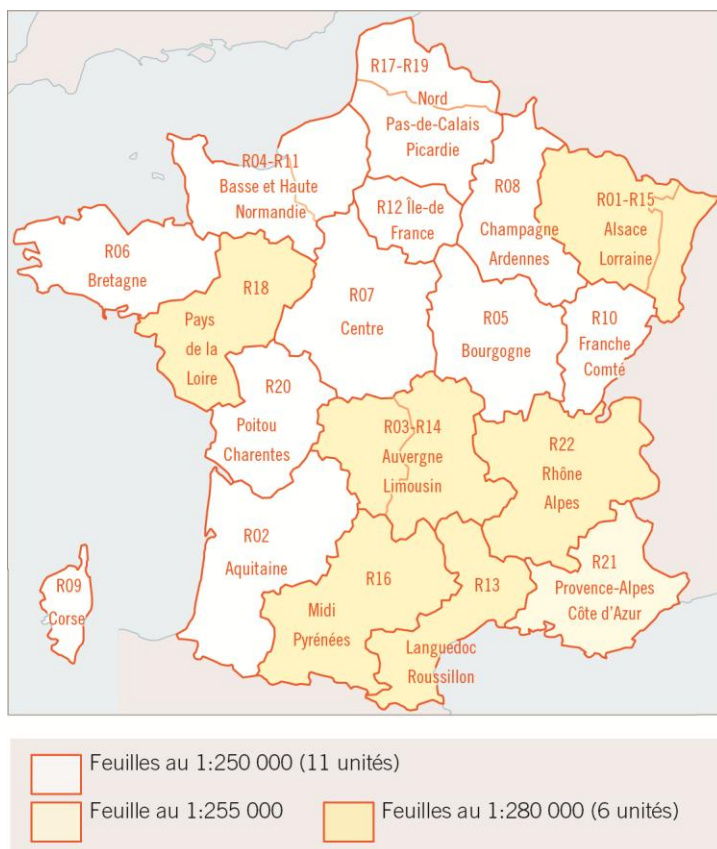 R17-R19
Nord
Pas-de-Calais
Picardie
R04-R11
Basse et Haute
Normandie
R12 Île-de
France
R08
Champagne
Ardennes
R01-R15
Alsace
Lorraine
R06
Bretagne
R18
Pays
de la
Loire
R07
Centre
R05
Bourgogne
R10
Franche
Comté
R20
Poitou
Charentes
R03-R14
Auvergne
Limousin
R22
Rhône
Alpes
R02
Aquitaine
R09
Corse
R16
Midi
Pyrénées
R13
Languedoc
Roussillon
R21
Provence-Alpes
Côte d'Azur
Feuilles au 1:250 000 (11 unités)
Feuille au 1:255 000
Feuilles au 1:280 000 (6 unités)